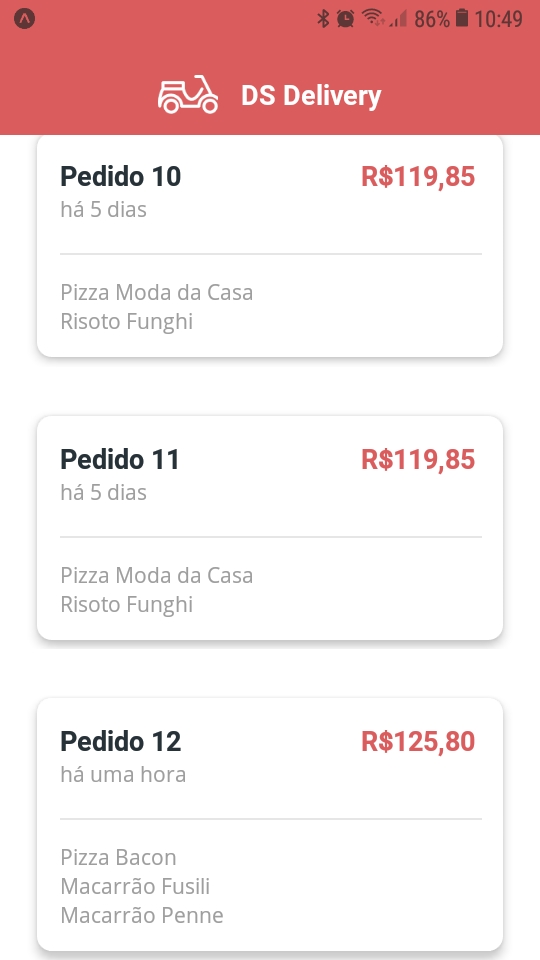 86% 10:49
DS Delivery
Pedido 10 R$119,85
há 5 dias
Pizza Moda da Casa
Risoto Funghi
Pedido 11 R$119,85
há 5 dias
Pizza Moda da Casa
Risoto Funghi
Pedido 12 R$125,80
há uma hora
Pizza Bacon
Macarrão Fusili
Macarrão Penne